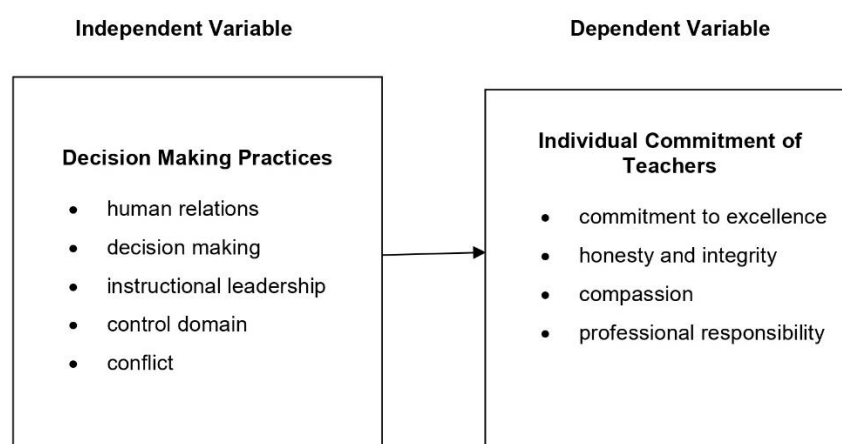 Independent Variable
Dependent Variable
Decision Making Practices
• human relations
• decision making
• instructional leadership
• control domain
• conflict
Individual Commitment of
Teachers
• commitment to excellence
• honesty and integrity
• compassion
• professional responsibility